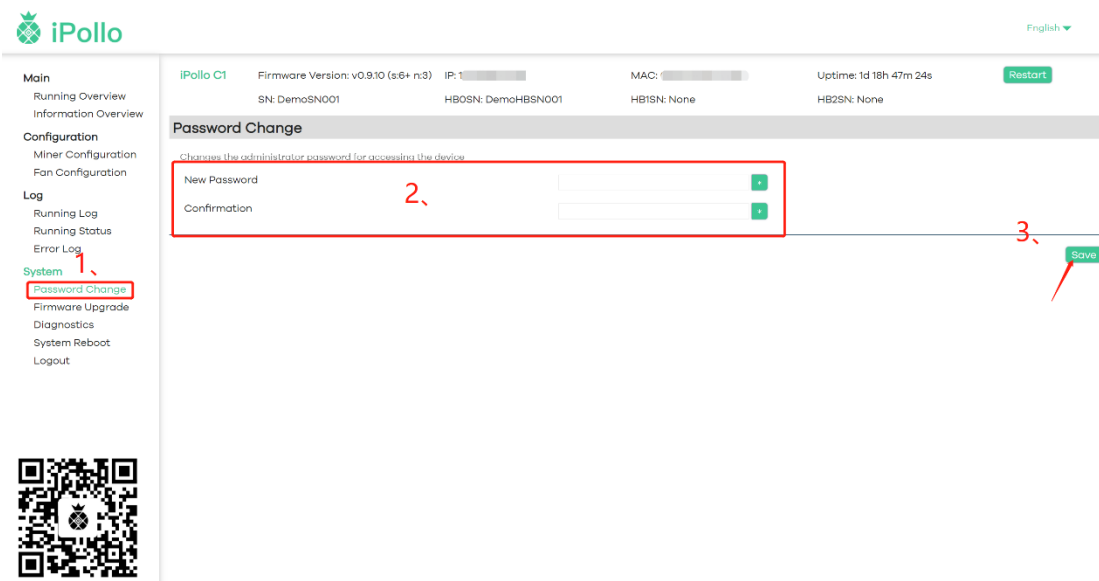 iPollo
English
Main
Running Overview
Information Overview
Configuration
Miner Configuration
Fan Configuration
Log
Running Log
Running Status
Error Log
1、
System
Password Change
Firmware Upgrade
Diagnostics
System Reboot
Logout
iPollo C1 Firmware Version: v0.9.10 (s:6+ n:3) IP: 1 MAC: Uptime: 1d 18h 47m 24s Restart
SN: DemoSN001 HB0SN: DemoHBSN001 HB1SN: None HB2SN: None
Password Change
Changes the administrator password for accessing the device
New Password +
2、
Confirmation +
3、
Save